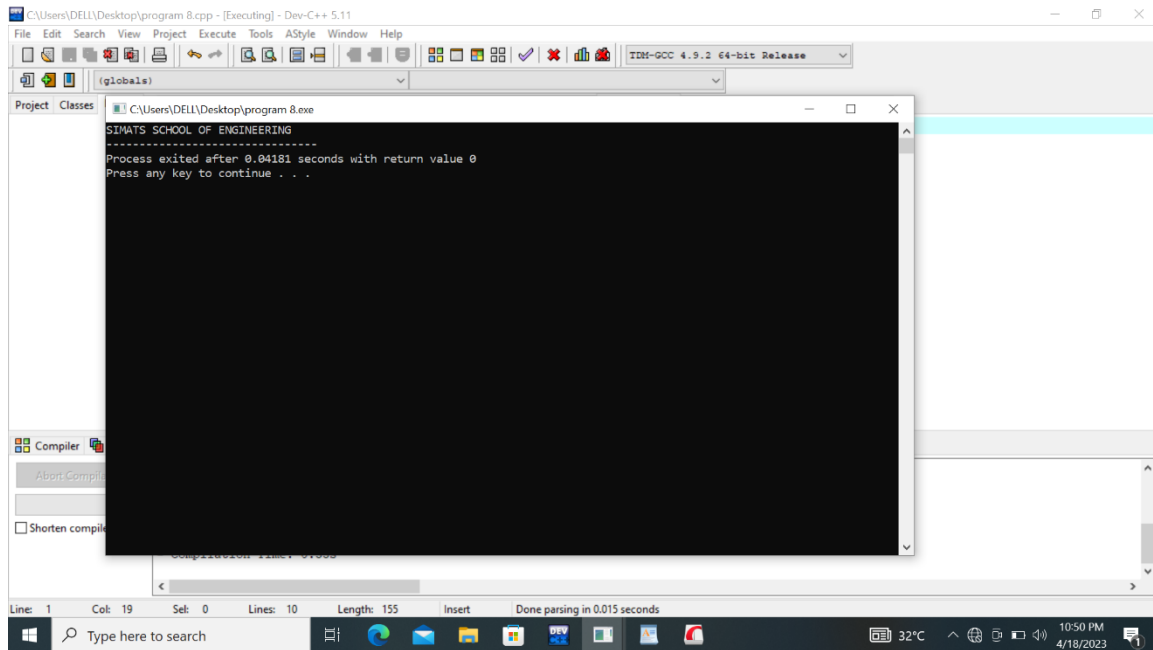 C:\Users\DELL\Desktop\program 8.cpp - [Executing] - Dev-C++ 5.11
File Edit Search View Project Execute Tools AStyle Window Help
TDM-GCC 4.9.2 64-bit Release
(globals)
Project Classes
C:\Users\DELL\Desktop\program 8.exe
SIMATS SCHOOL OF ENGINEERING
--------------------------------
Process exited after 0.04181 seconds with return value 0
Press any key to continue . . .
Compiler
Abort Compila
Shorten compile
Line: 1 Col: 19 Sel: 0 Lines: 10 Length: 155 Insert Done parsing in 0.015 seconds
Type here to search
DEV
32°C
10:50 PM
4/18/2023
1